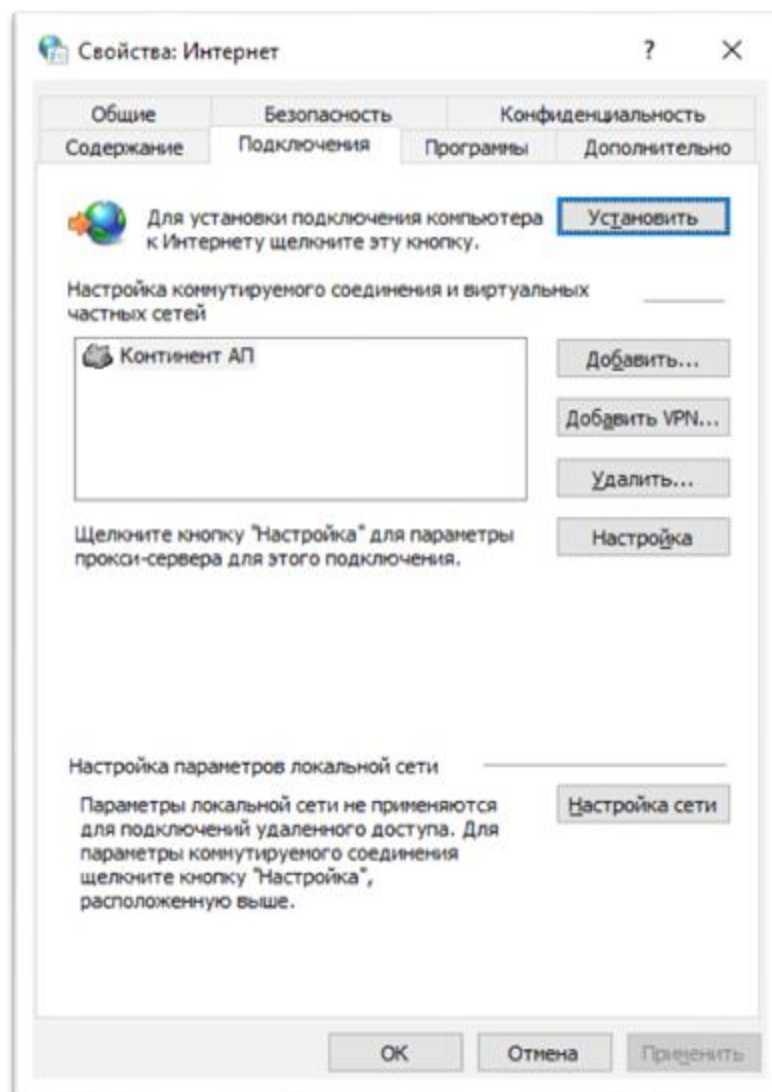 Свойства: Интернет
Общие Безопасность Конфиденциальность
Содержание Подключения Программы Дополнительно
Для установки подключения компьютера
к Интернету щелкните эту кнопку.
Установить
Настройка коммутируемого соединения и виртуальных
частных сетей
Континент АП
Добавить...
Добавить VPN...
Удалить...
Щелкните кнопку "Настройка" для параметры
прокси-сервера для этого подключения.
Настройка
Настройка параметров локальной сети
Параметры локальной сети не применяются
для подключений удаленного доступа. Для
параметры коммутируемого соединения
щелкните кнопку "Настройка",
расположенную выше.
Настройка сети
ОК Отмена Применить